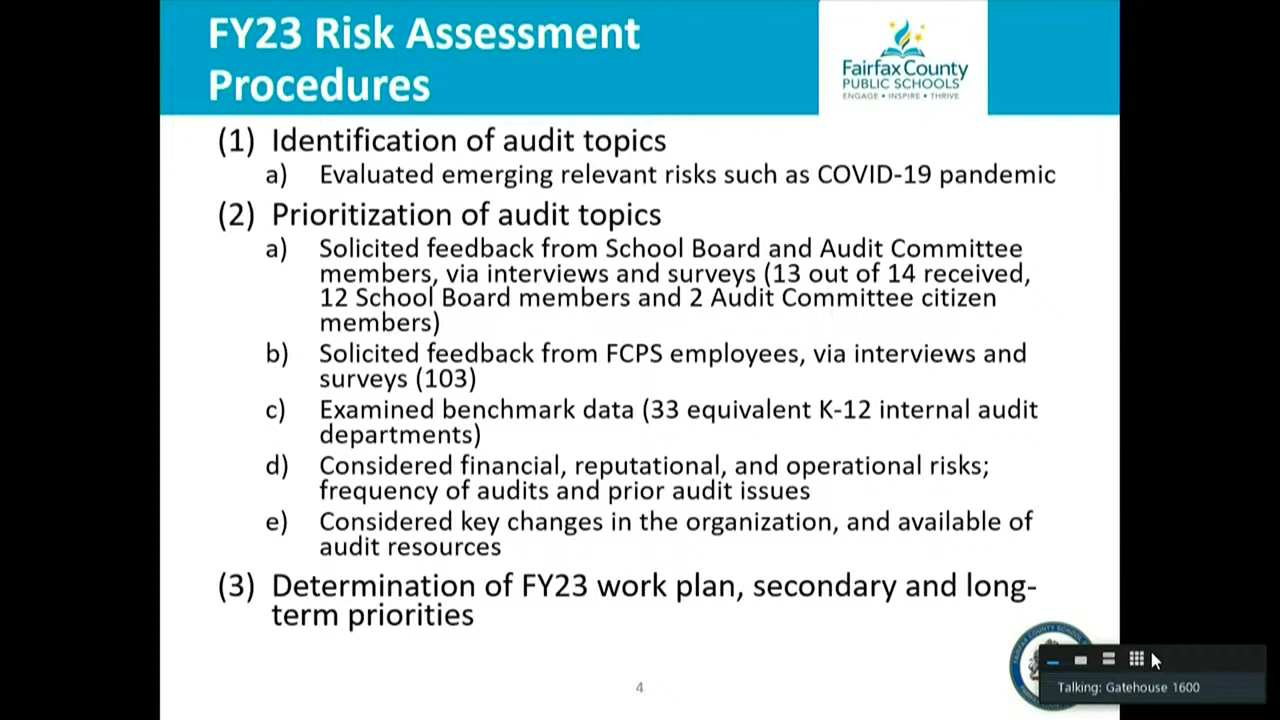 FY23 Risk Assessment
Procedures
Fairfax County
PUBLIC SCHOOLS
ENGAGE • INSPIRE • THRIVE
(1) Identification of audit topics
a) Evaluated emerging relevant risks such as COVID-19 pandemic
(2) Prioritization of audit topics
a) Solicited feedback from School Board and Audit Committee
members, via interviews and surveys (13 out of 14 received,
12 School Board members and 2 Audit Committee citizen
members)
b) Solicited feedback from FCPS employees, via interviews and
surveys (103)
c) Examined benchmark data (33 equivalent K-12 internal audit
departments)
d) Considered financial, reputational, and operational risks;
frequency of audits and prior audit issues
e) Considered key changes in the organization, and available of
audit resources
(3) Determination of FY23 work plan, secondary and long-
term priorities
4
FAIRFAX COUNTY SCHOOL
Talking: Gatehouse 1600